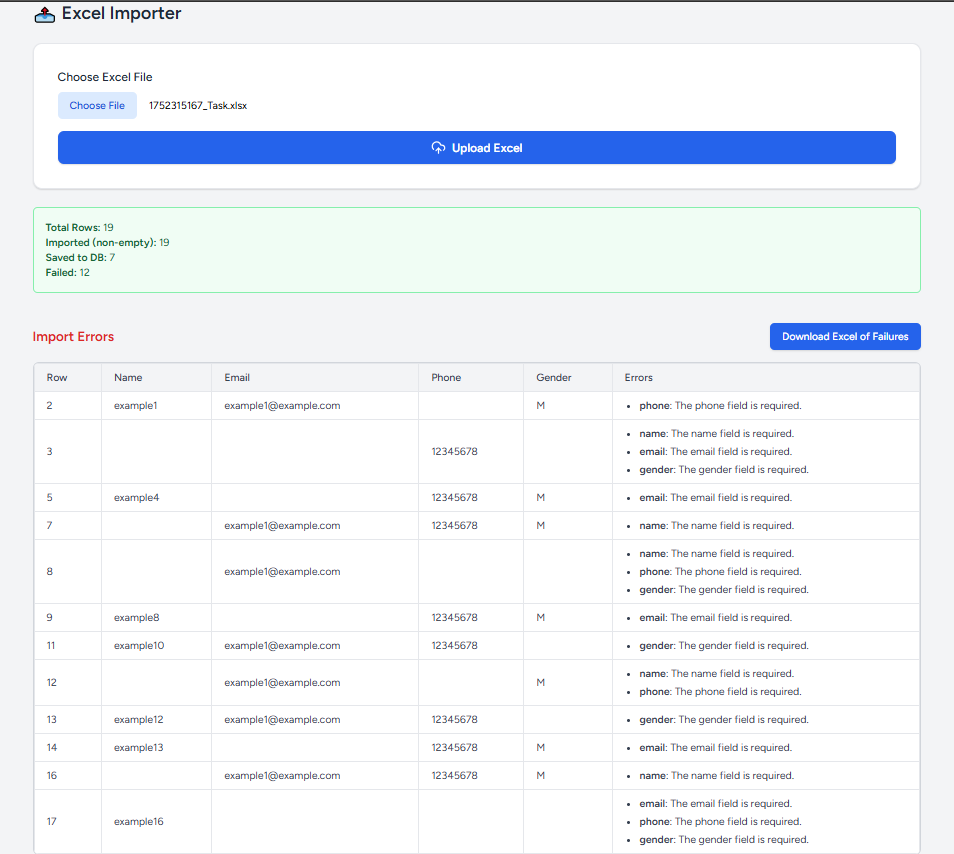 Excel Importer
Choose Excel File
Choose File 1752315167_Task.xlsx
Upload Excel
Total Rows: 19
Imported (non-empty): 19
Saved to DB: 7
Failed: 12
Import Errors Download Excel of Failures
Row Name Email Phone Gender Errors
2 example1 example1@example.com M • phone: The phone field is required.
3 12345678 • name: The name field is required.
• email: The email field is required.
• gender: The gender field is required.
5 example4 12345678 M • email: The email field is required.
7 example1@example.com 12345678 M • name: The name field is required.
8 example1@example.com • name: The name field is required.
• phone: The phone field is required.
• gender: The gender field is required.
9 example8 12345678 M • email: The email field is required.
11 example10 example1@example.com 12345678 • gender: The gender field is required.
12 example1@example.com M • name: The name field is required.
• phone: The phone field is required.
13 example12 example1@example.com 12345678 • gender: The gender field is required.
14 example13 12345678 M • email: The email field is required.
16 example1@example.com 12345678 M • name: The name field is required.
17 example16 • email: The email field is required.
• phone: The phone field is required.
• gender: The gender field is required.